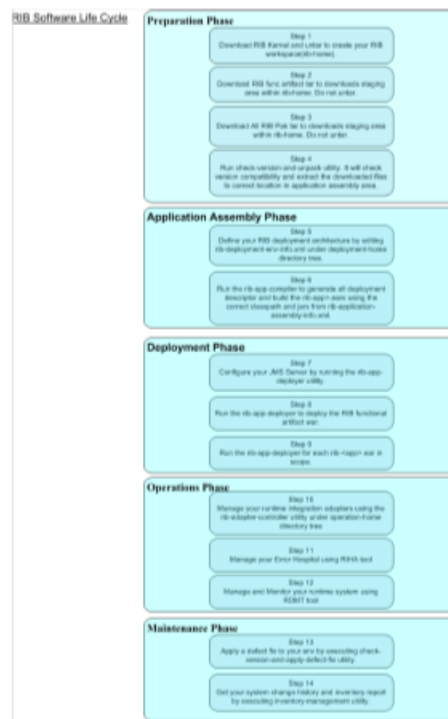 RIB Software Life Cycle
Preparation Phase
Step 1
Download RIB Kernel and untar to create your RIB
workspace(rib-home)
Step 2
Download RIB func artifact tar to downloads staging
area within rib-home. Do not untar.
Step 3
Download All RIB Pak tar to downloads staging area
within rib-home. Do not untar.
Step 4
Run check-version-and-unpack utility. It will check
version compatibility and extract the downloaded files
to correct location in application assembly area.
Application Assembly Phase
Step 5
Define your RIB deployment architecture by editing
rib-deployment-env-info.xml under deployment-home
directory tree.
Step 6
Run the rib-app-compiler to generate all deployment
descriptor and build the rib-app> ears using the
correct classpath and jars from rib-application-
assembly-info.xml.
Deployment Phase
Step 7
Configure your JMS Server by running the rib-app-
deployer utility.
Step 8
Run the rib-app-deployer to deploy the RIB functional
artifact war.
Step 9
Run the rib-app-deployer for each rib-<app> ear in
scope.
Operations Phase
Step 10
Manage your runtime integration adapters using the
rib-adapter-controller utility under operation-home
directory tree
Step 11
Manage your Error Hospital using RIHA tool
Step 12
Manage and Monitor your runtime system using
RDMT tool
Maintenance Phase
Step 13
Apply a defect fix to your env by executing check-
version-and-apply-defect-fix utility.
Step 14
Get your system change history and inventory report
by executing inventory-management utility.